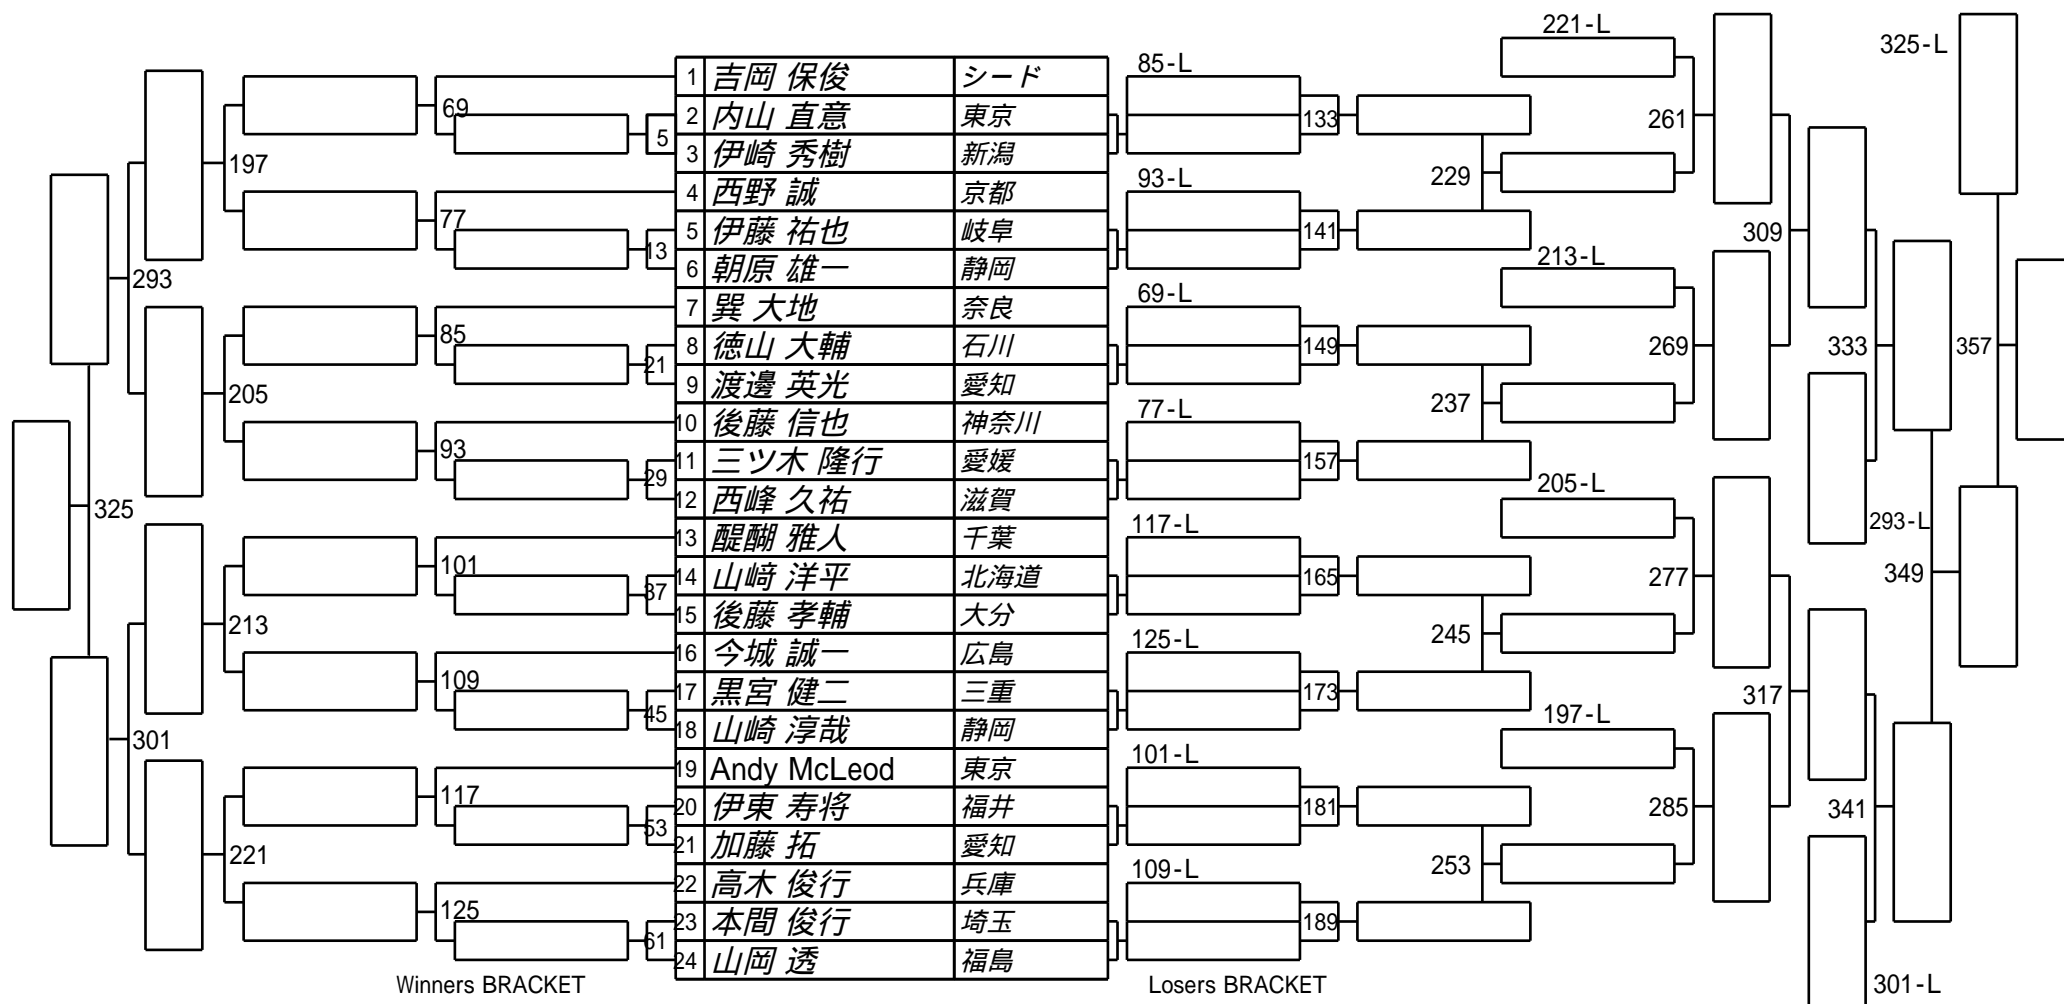 221-L
325-L
85-L
1 吉岡 保俊 シード
69
2 内山 直意 東京
133
261
5
3 伊崎 秀樹 新潟
197
229
93-L
4 西野 誠 京都
77
5 伊藤 祐也 岐阜
141
309
13
6 朝原 雄一 静岡
213-L
293
69-L
7 巽 大地 奈良
85
8 徳山 大輔 石川
149
269
333
357
21
9 渡邊 英光 愛知
205
237
77-L
10 後藤 信也 神奈川
93
11 三ツ木 隆行 愛媛
157
29
12 西峰 久祐 滋賀
205-L
325
117-L
293-L
13 醍醐 雅人 千葉
101
14 山﨑 洋平 北海道
165
277
349
37
15 後藤 孝輔 大分
213
245
125-L
16 今城 誠一 広島
109
17 黒宮 健二 三重
173
317
45
18 山崎 淳哉 静岡
197-L
301
101-L
19 Andy McLeod 東京
117
20 伊東 寿将 福井
181
285
341
53
21 加藤 拓 愛知
221
253
109-L
22 高木 俊行 兵庫
125
23 本間 俊行 埼玉
189
61
24 山岡 透 福島
Winners BRACKET
Losers BRACKET
301-L